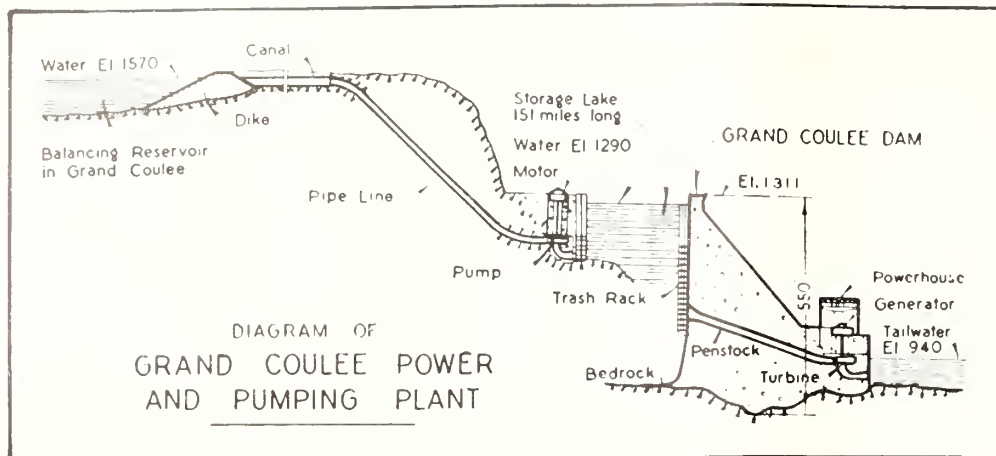 Canal
Water El 1570
Dike
Balancing Reservoir
in Grand Coulee
Pipe Line
Storage Lake
151 miles long
Water El 1290
Motor
Pump
GRAND COULEE DAM
El. 1311
Trash Rack
550
Powerhouse
Generator
Tailwater
El 940
Penstock
Turbine
Bedrock
DIAGRAM OF
GRAND COULEE POWER
AND PUMPING PLANT